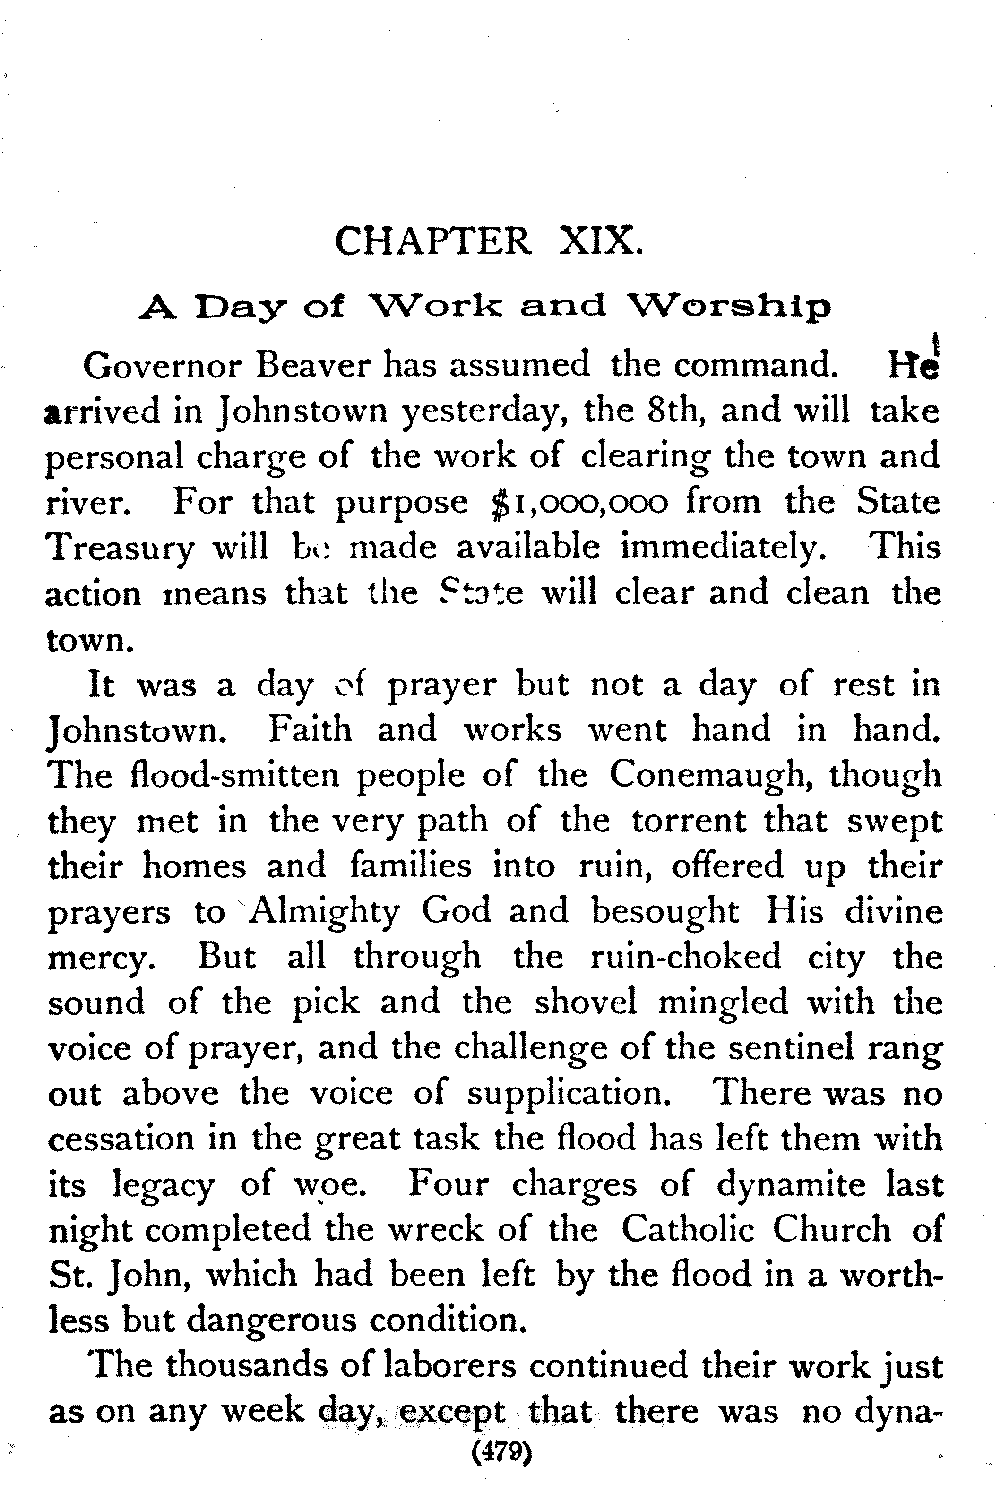 CHAPTER XIX.
A Day of Work and Worship
Governor Beaver has assumed the command. He
arrived in Johnstown yesterday, the 8th, and will take
personal charge of the work of clearing the town and
river. For that purpose $1,000,000 from the State
Treasury will be made available immediately. This
action means that the State will clear and clean the
town.
It was a day of prayer but not a day of rest in
Johnstown. Faith and works went hand in hand.
The flood-smitten people of the Conemaugh, though
they met in the very path of the torrent that swept
their homes and families into ruin, offered up their
prayers to Almighty God and besought His divine
mercy. But all through the ruin-choked city the
sound of the pick and the shovel mingled with the
voice of prayer, and the challenge of the sentinel rang
out above the voice of supplication. There was no
cessation in the great task the flood has left them with
its legacy of woe. Four charges of dynamite last
night completed the wreck of the Catholic Church of
St. John, which had been left by the flood in a worth-
less but dangerous condition.
The thousands of laborers continued their work just
as on any week day, except that there was no dyna-
(479)